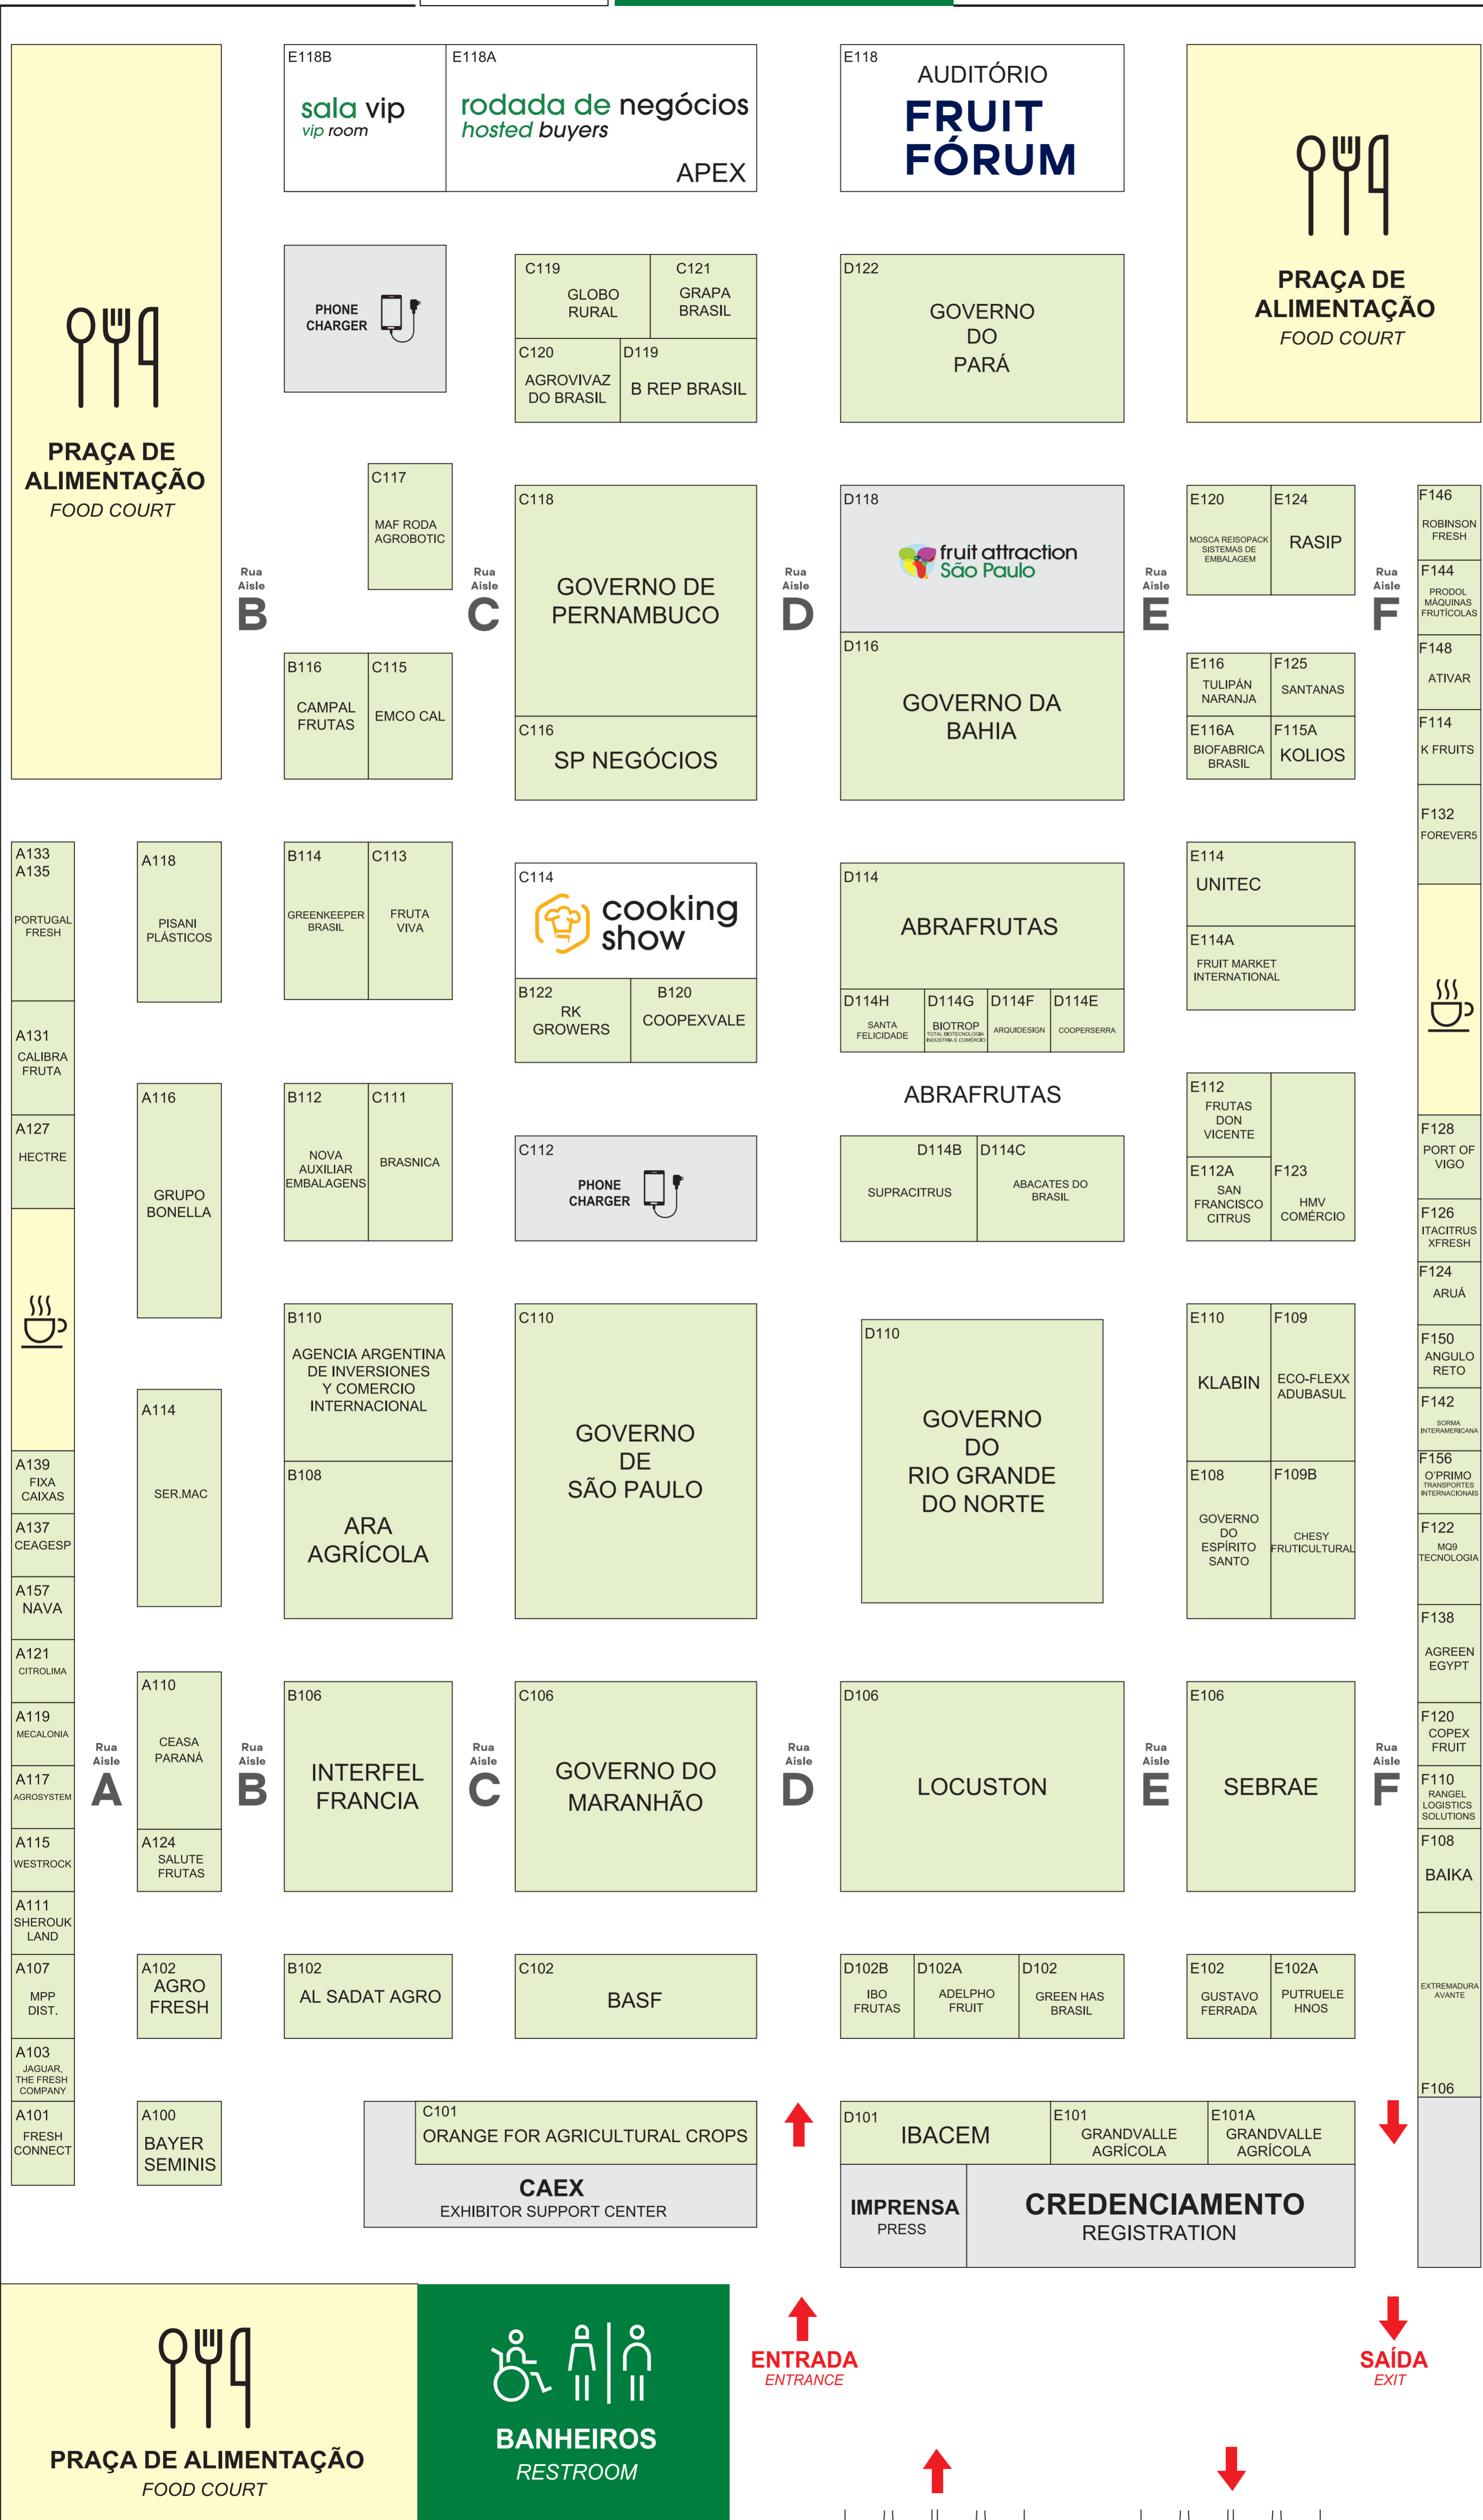 E118B
sala vip
vip room
E118A
rodada de negócios
hosted buyers
APEX
E118
AUDITÓRIO
FRUIT
FÓRUM
PRAÇA DE
ALIMENTAÇÃO
FOOD COURT
PRAÇA DE
ALIMENTAÇÃO
FOOD COURT
PHONE
CHARGER
C119
GLOBO
RURAL
C121
GRAPA
BRASIL
C120
AGROVIVAZ
DO BRASIL
D119
B REP BRASIL
D122
GOVERNO
DO
PARÁ
C117
MAF RODA
AGROBOTIC
C118
GOVERNO DE
PERNAMBUCO
D118
fruit attraction
São Paulo
E120
MOSCA REISOPACK
SISTEMAS DE
EMBALAGEM
E124
RASIP
F146
ROBINSON
FRESH
F144
PRODOL
MÁQUINAS
FRUTÍCOLAS
Rua
Aisle
B
Rua
Aisle
C
Rua
Aisle
D
Rua
Aisle
E
Rua
Aisle
F
B116
CAMPAL
FRUTAS
C115
EMCO CAL
C116
SP NEGÓCIOS
D116
GOVERNO DA
BAHIA
E116
TULIPÁN
NARANJA
F125
SANTANAS
E116A
BIOFABRICA
BRASIL
F115A
KOLIOS
F148
ATIVAR
F114
K FRUITS
F132
FOREVER5
A133
A135
PORTUGAL
FRESH
A118
PISANI
PLÁSTICOS
B114
GREENKEEPER
BRASIL
C113
FRUTA
VIVA
C114
cooking
show
B122
RK
GROWERS
B120
COOPEXVALE
D114
ABRAFRUTAS
D114H
SANTA
FELICIDADE
D114G
BIOTROP
TOTAL BIOTECNOLOGIA
INDÚSTRIA E COMÉRCIO
D114F
ARQUIDESIGN
D114E
COOPERSERRA
E114
UNITEC
E114A
FRUIT MARKET
INTERNATIONAL
A131
CALIBRA
FRUTA
A127
HECTRE
A116
GRUPO
BONELLA
B112
NOVA
AUXILIAR
EMBALAGENS
C111
BRASNICA
C112
PHONE
CHARGER
ABRAFRUTAS
D114B
SUPRACITRUS
D114C
ABACATES DO
BRASIL
E112
FRUTAS
DON
VICENTE
E112A
SAN
FRANCISCO
CITRUS
F123
HMV
COMÉRCIO
F128
PORT OF
VIGO
F126
ITACITRUS
XFRESH
F124
ARUÁ
F150
ANGULO
RETO
F142
SORMA
INTERAMERICANA
F156
O'PRIMO
TRANSPORTES
INTERNACIONAIS
F122
MQ9
TECNOLOGIA
A114
SER.MAC
B110
AGENCIA ARGENTINA
DE INVERSIONES
Y COMERCIO
INTERNACIONAL
B108
ARA
AGRÍCOLA
C110
GOVERNO
DE
SÃO PAULO
D110
GOVERNO
DO
RIO GRANDE
DO NORTE
E110
KLABIN
F109
ECO-FLEXX
ADUBASUL
E108
GOVERNO
DO
ESPÍRITO
SANTO
F109B
CHESY
FRUTICULTURAL
A139
FIXA
CAIXAS
A137
CEAGESP
A157
NAVA
A121
CITROLIMA
A119
MECALONIA
A117
AGROSYSTEM
A115
WESTROCK
A111
SHEROUK
LAND
A107
MPP
DIST.
A103
JAGUAR,
THE FRESH
COMPANY
A101
FRESH
CONNECT
Rua
Aisle
A
A110
CEASA
PARANÁ
A124
SALUTE
FRUTAS
Rua
Aisle
B
B106
INTERFEL
FRANCIA
Rua
Aisle
C
C106
GOVERNO DO
MARANHÃO
Rua
Aisle
D
D106
LOCUSTON
Rua
Aisle
E
E106
SEBRAE
Rua
Aisle
F
F138
AGREEN
EGYPT
F120
COPEX
FRUIT
F110
RANGEL
LOGISTICS
SOLUTIONS
F108
BAIKA
EXTREMADURA
AVANTE
F106
A102
AGRO
FRESH
B102
AL SADAT AGRO
C102
BASF
D102B
IBO
FRUTAS
D102A
ADELPHO
FRUIT
D102
GREEN HAS
BRASIL
E102
GUSTAVO
FERRADA
E102A
PUTRUELE
HNOS
A100
BAYER
SEMINIS
C101
ORANGE FOR AGRICULTURAL CROPS
CAEX
EXHIBITOR SUPPORT CENTER
D101
IBACEM
E101
GRANDVALLE
AGRÍCOLA
E101A
GRANDVALLE
AGRÍCOLA
IMPRENSA
PRESS
CREDENCIAMENTO
REGISTRATION
PRAÇA DE ALIMENTAÇÃO
FOOD COURT
BANHEIROS
RESTROOM
ENTRADA
ENTRANCE
SAÍDA
EXIT